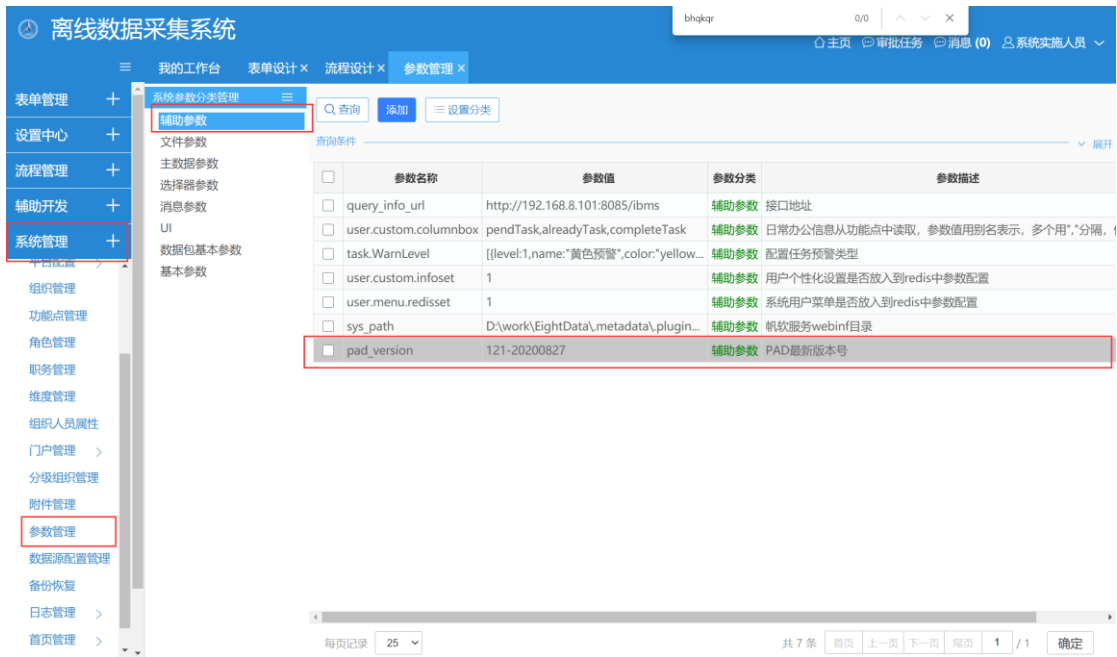 离线数据采集系统
bhqkqr 0/0
主页 审批任务 消息 (0) 系统实施人员
我的工作台 表单设计 × 流程设计 × 参数管理 ×
表单管理 +
设置中心 +
流程管理 +
辅助开发 +
系统管理 +
平台配置
组织管理
功能点管理
角色管理
职务管理
维度管理
组织人员属性
门户管理
分级组织管理
附件管理
参数管理
数据源配置管理
备份恢复
日志管理
首页管理
系统参数分类管理
辅助参数
文件参数
主数据参数
选择器参数
消息参数
UI
数据包基本参数
基本参数
查询 添加 设置分类
查询条件 展开
参数名称 参数值 参数分类 参数描述
query_info_url http://192.168.8.101:8085/ibms 辅助参数 接口地址
user.custom.columnbox pendTask,alreadyTask,completeTask 辅助参数 日常办公信息从功能点中读取，参数值用别名表示，多个用","分隔，
task.WarnLevel [{level:1,name:"黄色预警",color:"yellow... 辅助参数 配置任务预警类型
user.custom.infoset 1 辅助参数 用户个性化设置是否放入到redis中参数配置
user.menu.redisset 1 辅助参数 系统用户菜单是否放入到redis中参数配置
sys_path D:\work\EightData\.metadata\.plugin... 辅助参数 帆软服务webinf目录
pad_version 121-20200827 辅助参数 PAD最新版本号
每页记录 25 共 7 条 首页 上一页 下一页 尾页 1 / 1 确定